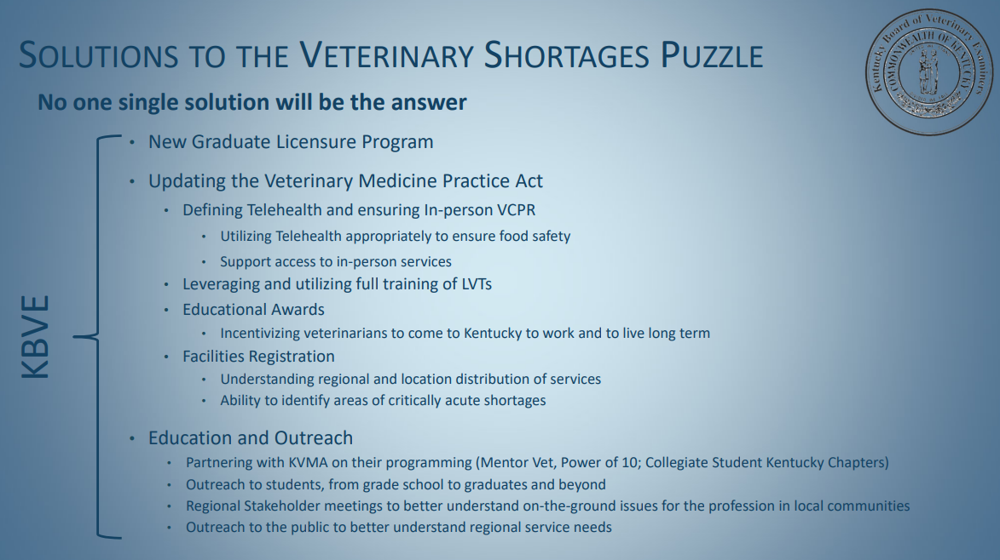 SOLUTIONS TO THE VETERINARY SHORTAGES PUZZLE
Kentucky Board of Veterinary Examiners
COMMONWEALTH OF KENTUCKY
No one single solution will be the answer
KBVE
• New Graduate Licensure Program
• Updating the Veterinary Medicine Practice Act
• Defining Telehealth and ensuring In-person VCPR
• Utilizing Telehealth appropriately to ensure food safety
• Support access to in-person services
• Leveraging and utilizing full training of LVTs
• Educational Awards
• Incentivizing veterinarians to come to Kentucky to work and to live long term
• Facilities Registration
• Understanding regional and location distribution of services
• Ability to identify areas of critically acute shortages
• Education and Outreach
• Partnering with KVMA on their programming (Mentor Vet, Power of 10; Collegiate Student Kentucky Chapters)
• Outreach to students, from grade school to graduates and beyond
• Regional Stakeholder meetings to better understand on-the-ground issues for the profession in local communities
• Outreach to the public to better understand regional service needs